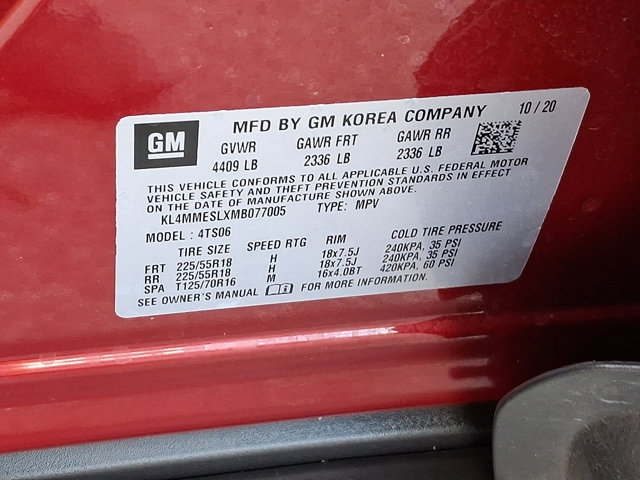 GM
MFD BY GM KOREA COMPANY 10 / 20
GVWR GAWR FRT GAWR RR
4409 LB 2336 LB 2336 LB
THIS VEHICLE CONFORMS TO ALL APPLICABLE U.S. FEDERAL MOTOR
VEHICLE SAFETY AND THEFT PREVENTION STANDARDS IN EFFECT
ON THE DATE OF MANUFACTURE SHOWN ABOVE.
KL4MMESLXMB077005 TYPE: MPV
MODEL : 4TS06
TIRE SIZE SPEED RTG RIM COLD TIRE PRESSURE
FRT 225/55R18 H 18x7.5J 240KPA, 35 PSI
RR 225/55R18 H 18x7.5J 240KPA, 35 PSI
SPA T125/70R16 M 16x4.0BT 420KPA, 60 PSI
SEE OWNER'S MANUAL FOR MORE INFORMATION.